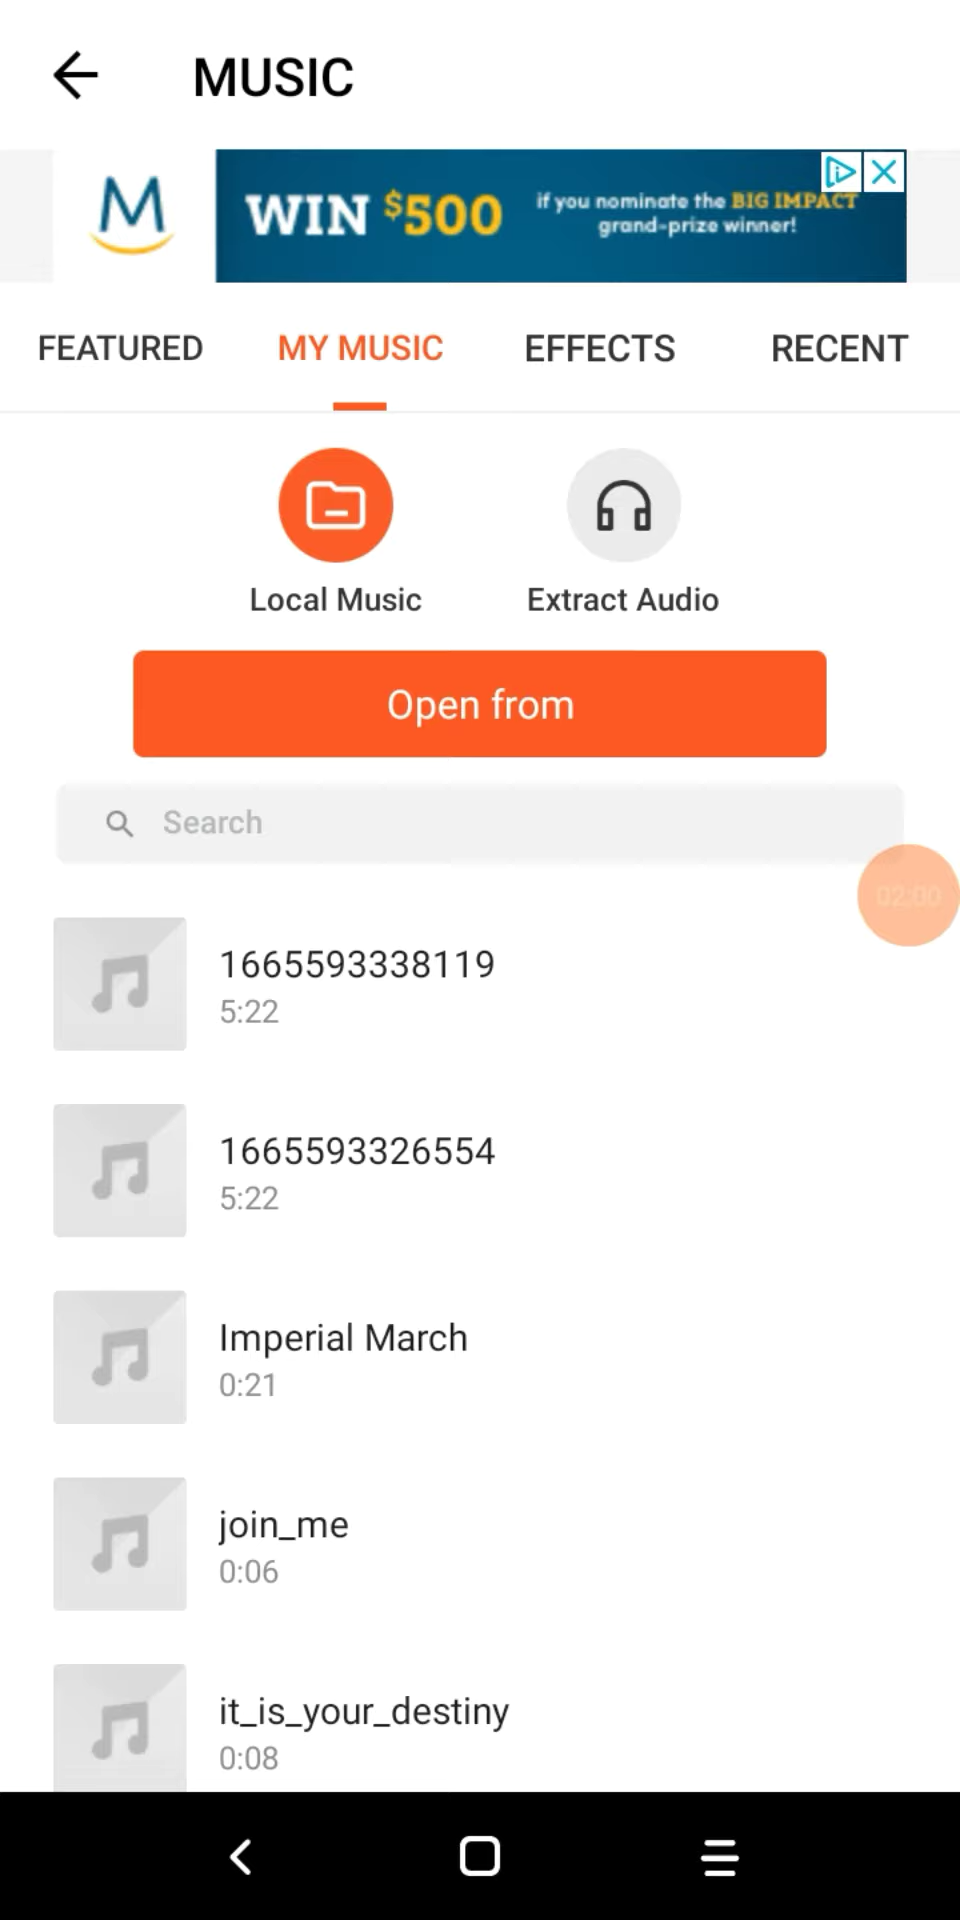 MUSIC
M
WIN $500
if you nominate the BIG IMPACT
grand-prize winner!
FEATURED
MY MUSIC
EFFECTS
RECENT
Local Music
Extract Audio
Open from
Search
02:00
1665593338119
5:22
1665593326554
5:22
Imperial March
0:21
join_me
0:06
it_is_your_destiny
0:08